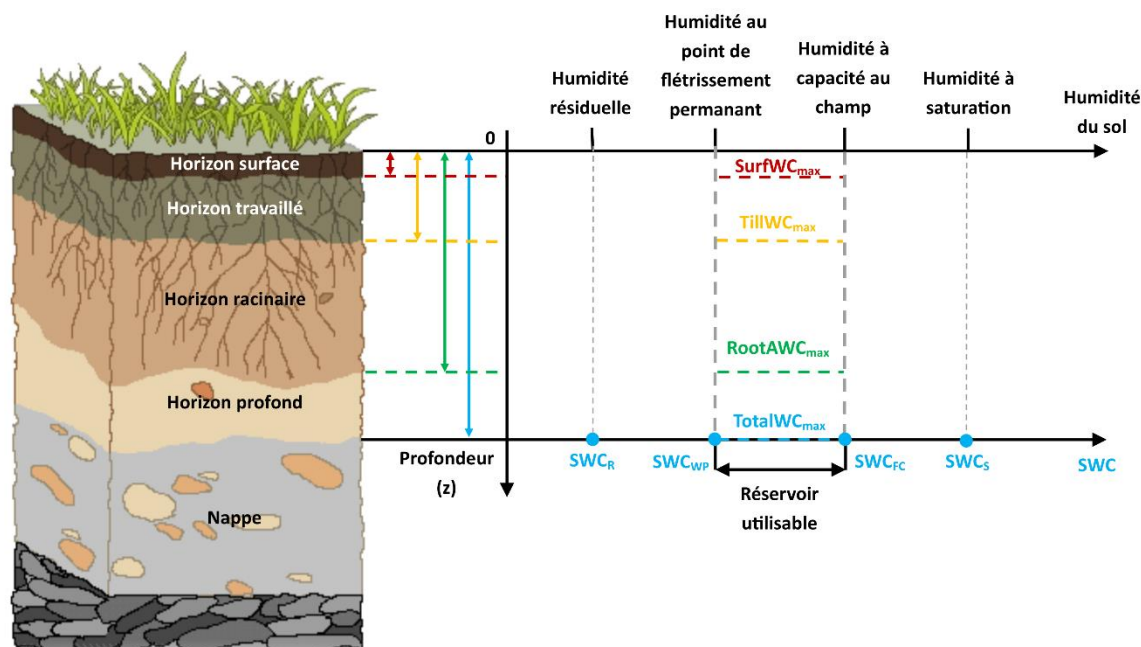 Humidité au
point de
flétrissement
permanant
Humidité à
capacité au
champ
Humidité
résiduelle
Humidité à
saturation
Humidité
du sol
0
Horizon surface
SurfWCmax
Horizon travaillé
TillWCmax
Horizon racinaire
RootAWCmax
Horizon profond
TotalWCmax
Profondeur
(z)
SWCR
SWCWP
SWCFC
SWCS
SWC
Réservoir
utilisable
Nappe